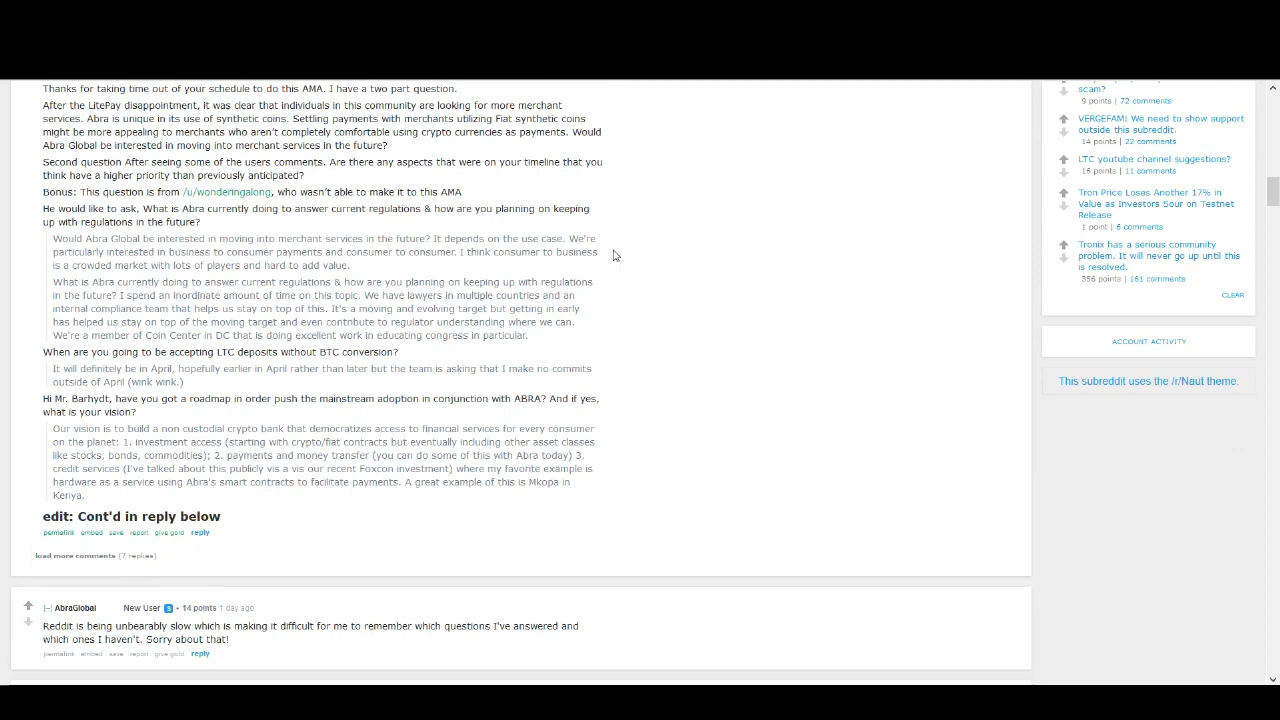 Thanks for taking time out of your schedule to do this AMA. I have a two part question.
After the LitePay disappointment, it was clear that individuals in this community are looking for more merchant
services. Abra is unique in its use of synthetic coins. Settling payments with merchants utilizing Fiat synthetic coins
might be more appealing to merchants who aren't completely comfortable using crypto currencies as payments. Would
Abra Global be interested in moving into merchant services in the future?
Second question After seeing some of the users comments. Are there any aspects that were on your timeline that you
think have a higher priority than previously anticipated?
Bonus: This question is from /u/wonderingalong, who wasn't able to make it to this AMA
He would like to ask, What is Abra currently doing to answer current regulations & how are you planning on keeping
up with regulations in the future?
Would Abra Global be interested in moving into merchant services in the future? It depends on the use case. We're
particularly interested in business to consumer payments and consumer to consumer. I think consumer to business
is a crowded market with lots of players and hard to add value.
What is Abra currently doing to answer current regulations & how are you planning on keeping up with regulations
in the future? I spend an inordinate amount of time on this topic. We have lawyers in multiple countries and an
internal compliance team that helps us stay on top of this. It's a moving and evolving target but getting in early
has helped us stay on top of the moving target and even contribute to regulator understanding where we can.
We're a member of Coin Center in DC that is doing excellent work in educating congress in particular.
When are you going to be accepting LTC deposits without BTC conversion?
It will definitely be in April, hopefully earlier in April rather than later but the team is asking that I make no commits
outside of April (wink wink.)
Hi Mr. Barhydt, have you got a roadmap in order push the mainstream adoption in conjunction with ABRA? And if yes,
what is your vision?
Our vision is to build a non custodial crypto bank that democratizes access to financial services for every consumer
on the planet: 1. investment access (starting with crypto/fiat contracts but eventually including other asset classes
like stocks, bonds, commodities); 2. payments and money transfer (you can do some of this with Abra today) 3.
credit services (I've talked about this publicly vis a vis our recent Foxcon investment) where my favorite example is
hardware as a service using Abra's smart contracts to facilitate payments. A great example of this is Mkopa in
Kenya.
edit: Cont'd in reply below
permalink embed save report give gold reply
load more comments (7 replies)
[–] AbraGlobal New User S • 14 points 1 day ago
Reddit is being unbearably slow which is making it difficult for me to remember which questions I've answered and
which ones I haven't. Sorry about that!
permalink embed save report give gold reply
scam?
9 points | 72 comments
VERGEFAM! We need to show support
outside this subreddit.
14 points | 22 comments
LTC youtube channel suggestions?
16 points | 11 comments
Tron Price Loses Another 17% in
Value as Investors Sour on Testnet
Release
1 point | 6 comments
Tronix has a serious community
problem. It will never go up until this
is resolved.
356 points | 161 comments
CLEAR
ACCOUNT ACTIVITY
This subreddit uses the /r/Naut theme.